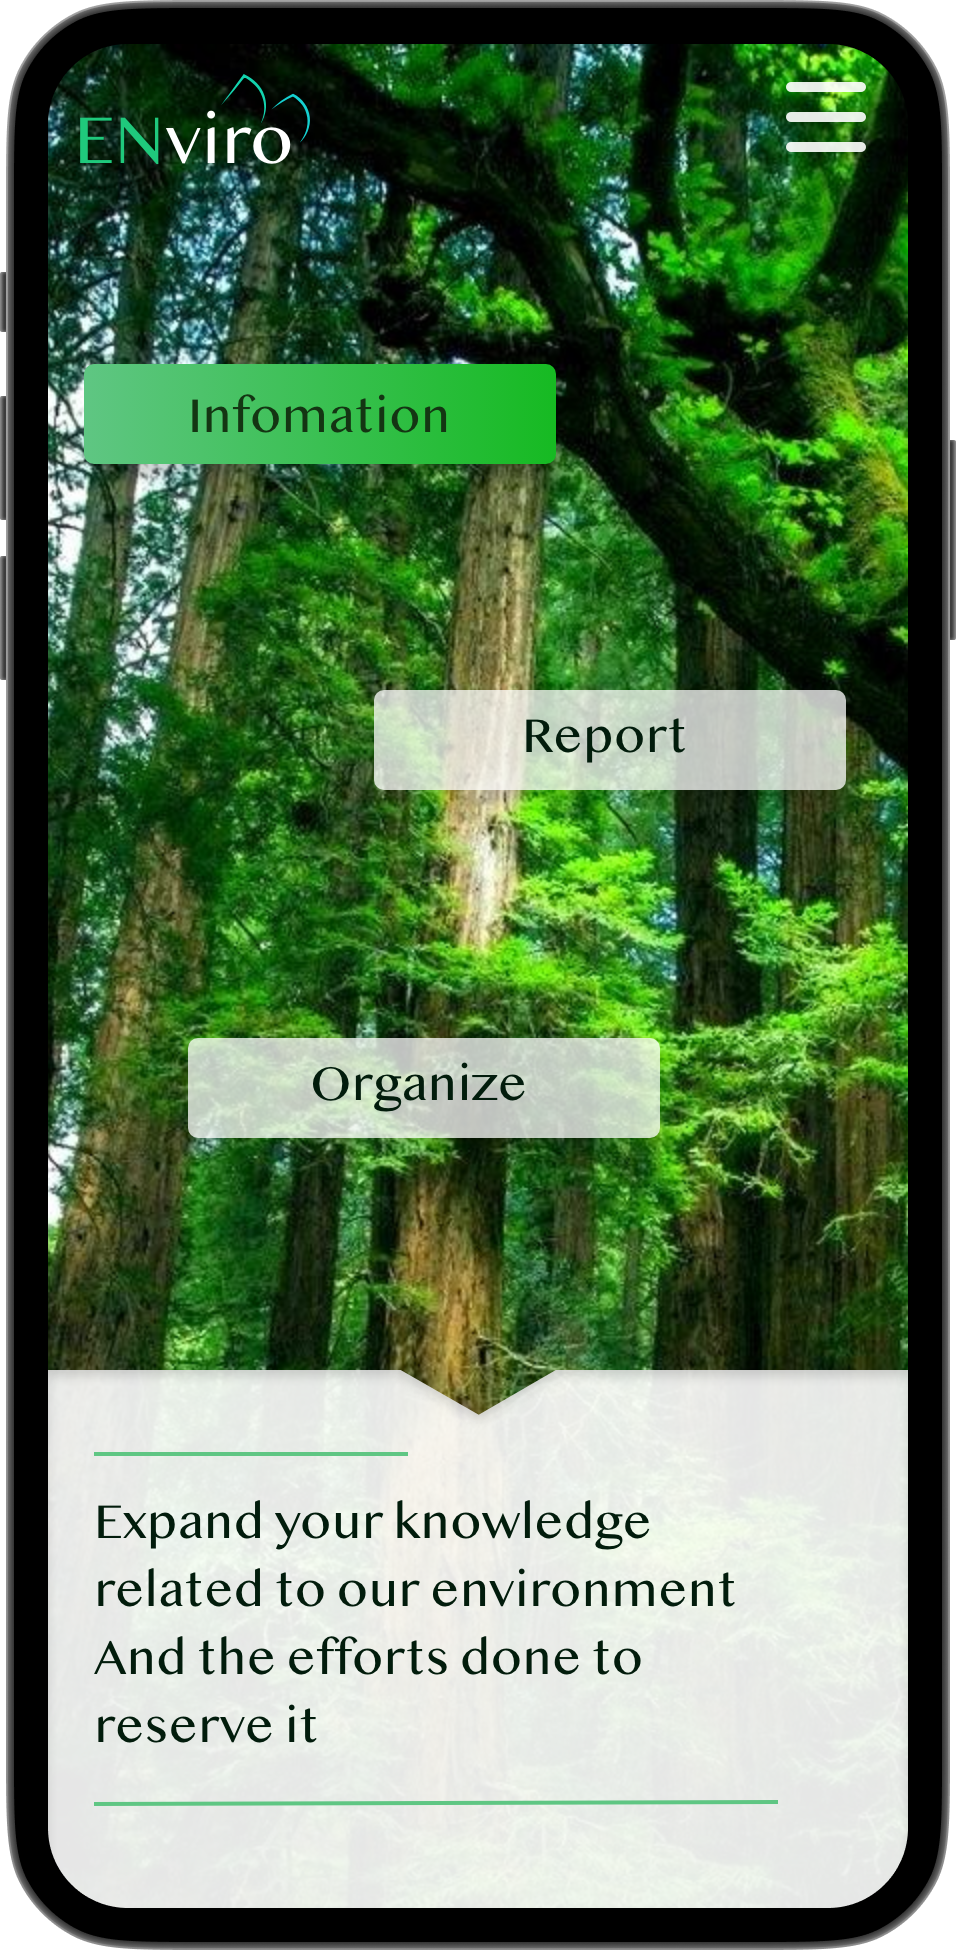 ENviro
Infomation
Report
Organize
Expand your knowledge
related to our environment
And the efforts done to
reserve it